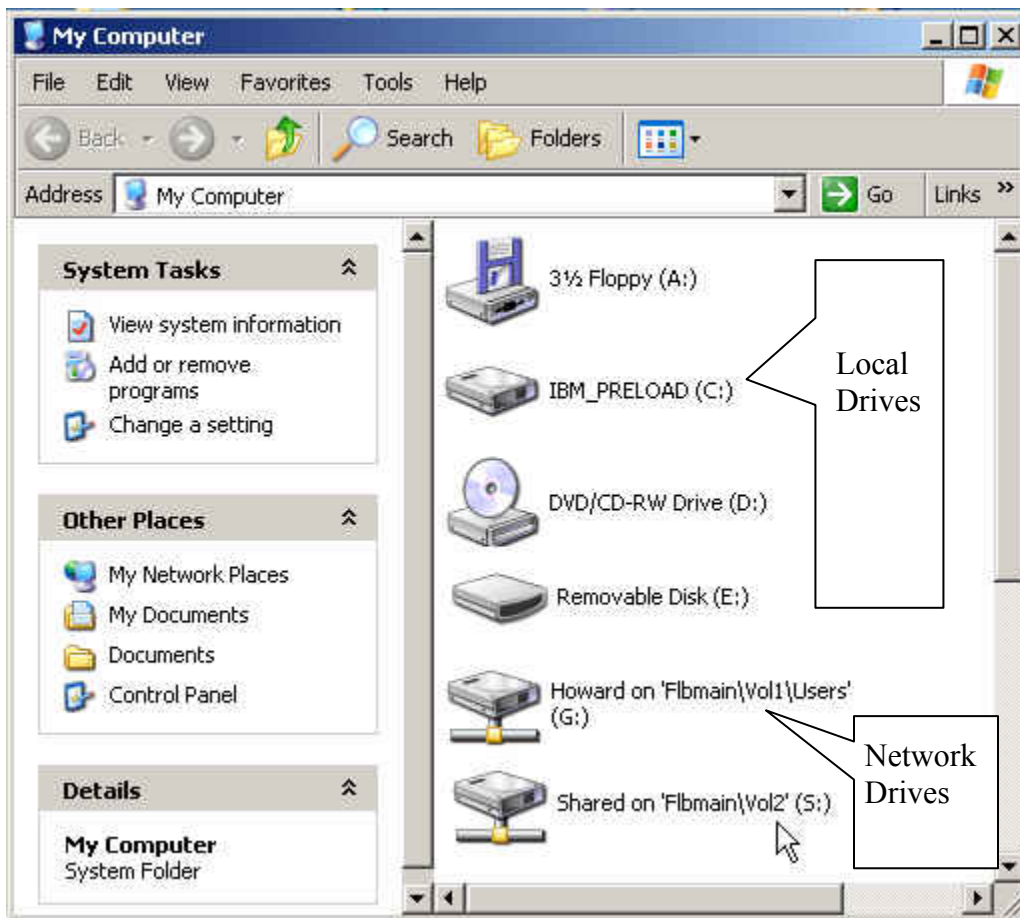 My Computer
File Edit View Favorites Tools Help
Back Search Folders
Address My Computer Go Links »
System Tasks
View system information
Add or remove
programs
Change a setting
Other Places
My Network Places
My Documents
Documents
Control Panel
Details
My Computer
System Folder
3½ Floppy (A:)
IBM_PRELOAD (C:)
DVD/CD-RW Drive (D:)
Removable Disk (E:)
Howard on 'Flbmain\Vol1\Users'
(G:)
Shared on 'Flbmain\Vol2' (S:)
Local
Drives
Network
Drives